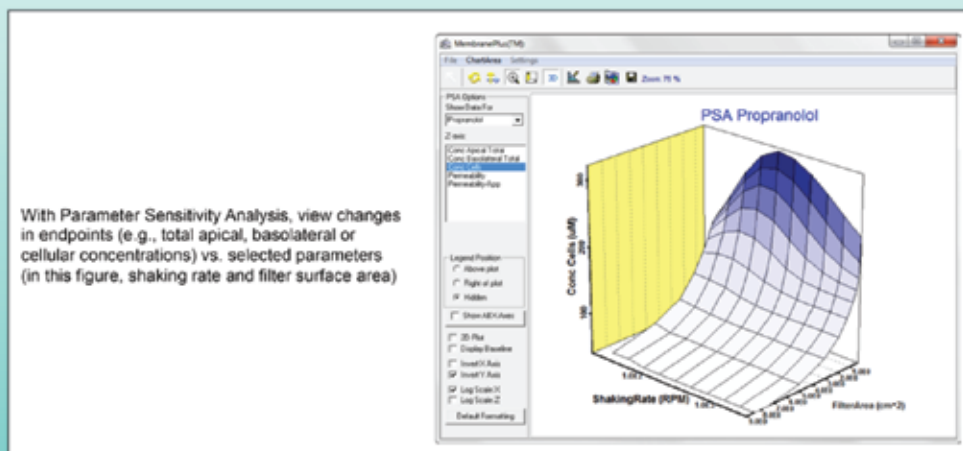 With Parameter Sensitivity Analysis, view changes
in endpoints (e.g., total apical, basolateral or
cellular concentrations) vs. selected parameters
(in this figure, shaking rate and filter surface area)
MembranePlus(TM)
File ChartArea Settings
Zoom 75 %
PSA Options
Show Data For
Propranolol
Z axis
Conc Apical Total
Conc Basolateral Total
Conc Cells
Permeability
Permeability-App
Legend Position
Above plot
Right of plot
Hidden
Show All X Axes
2D Plot
Display Baseline
Invert X Axis
Invert Y Axis
Log Scale X
Log Scale Z
Default Formatting
PSA Propranolol
Conc Cells (uM)
300
200
100
ShakingRate (RPM)
FilterArea (cm^2)